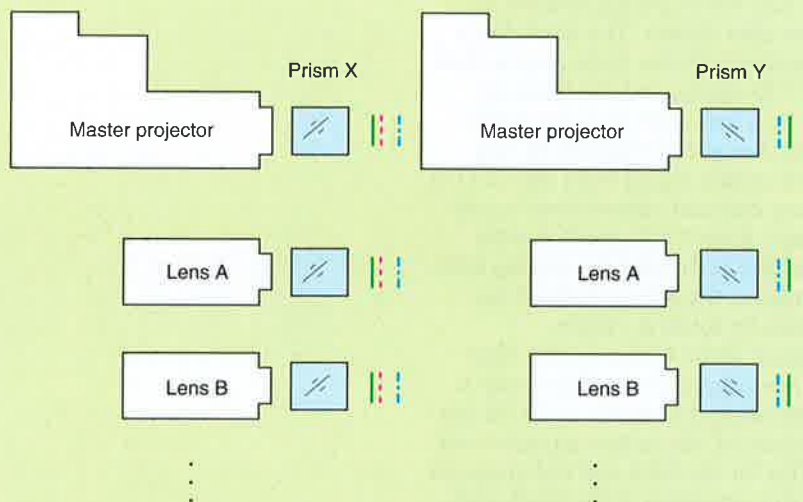 Prism X
Prism Y
Master projector
Master projector
Lens A
Lens A
Lens B
Lens B